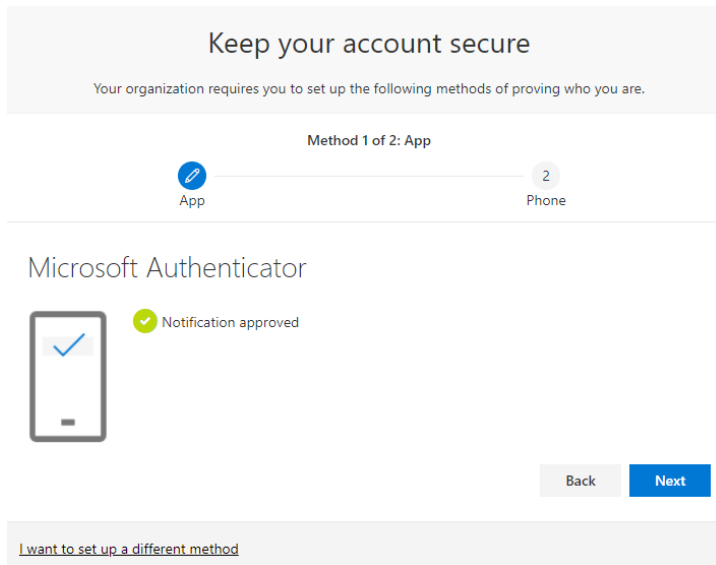 Keep your account secure
Your organization requires you to set up the following methods of proving who you are.
Method 1 of 2: App
2
App
Phone
Microsoft Authenticator
Notification approved
Back
Next
I want to set up a different method